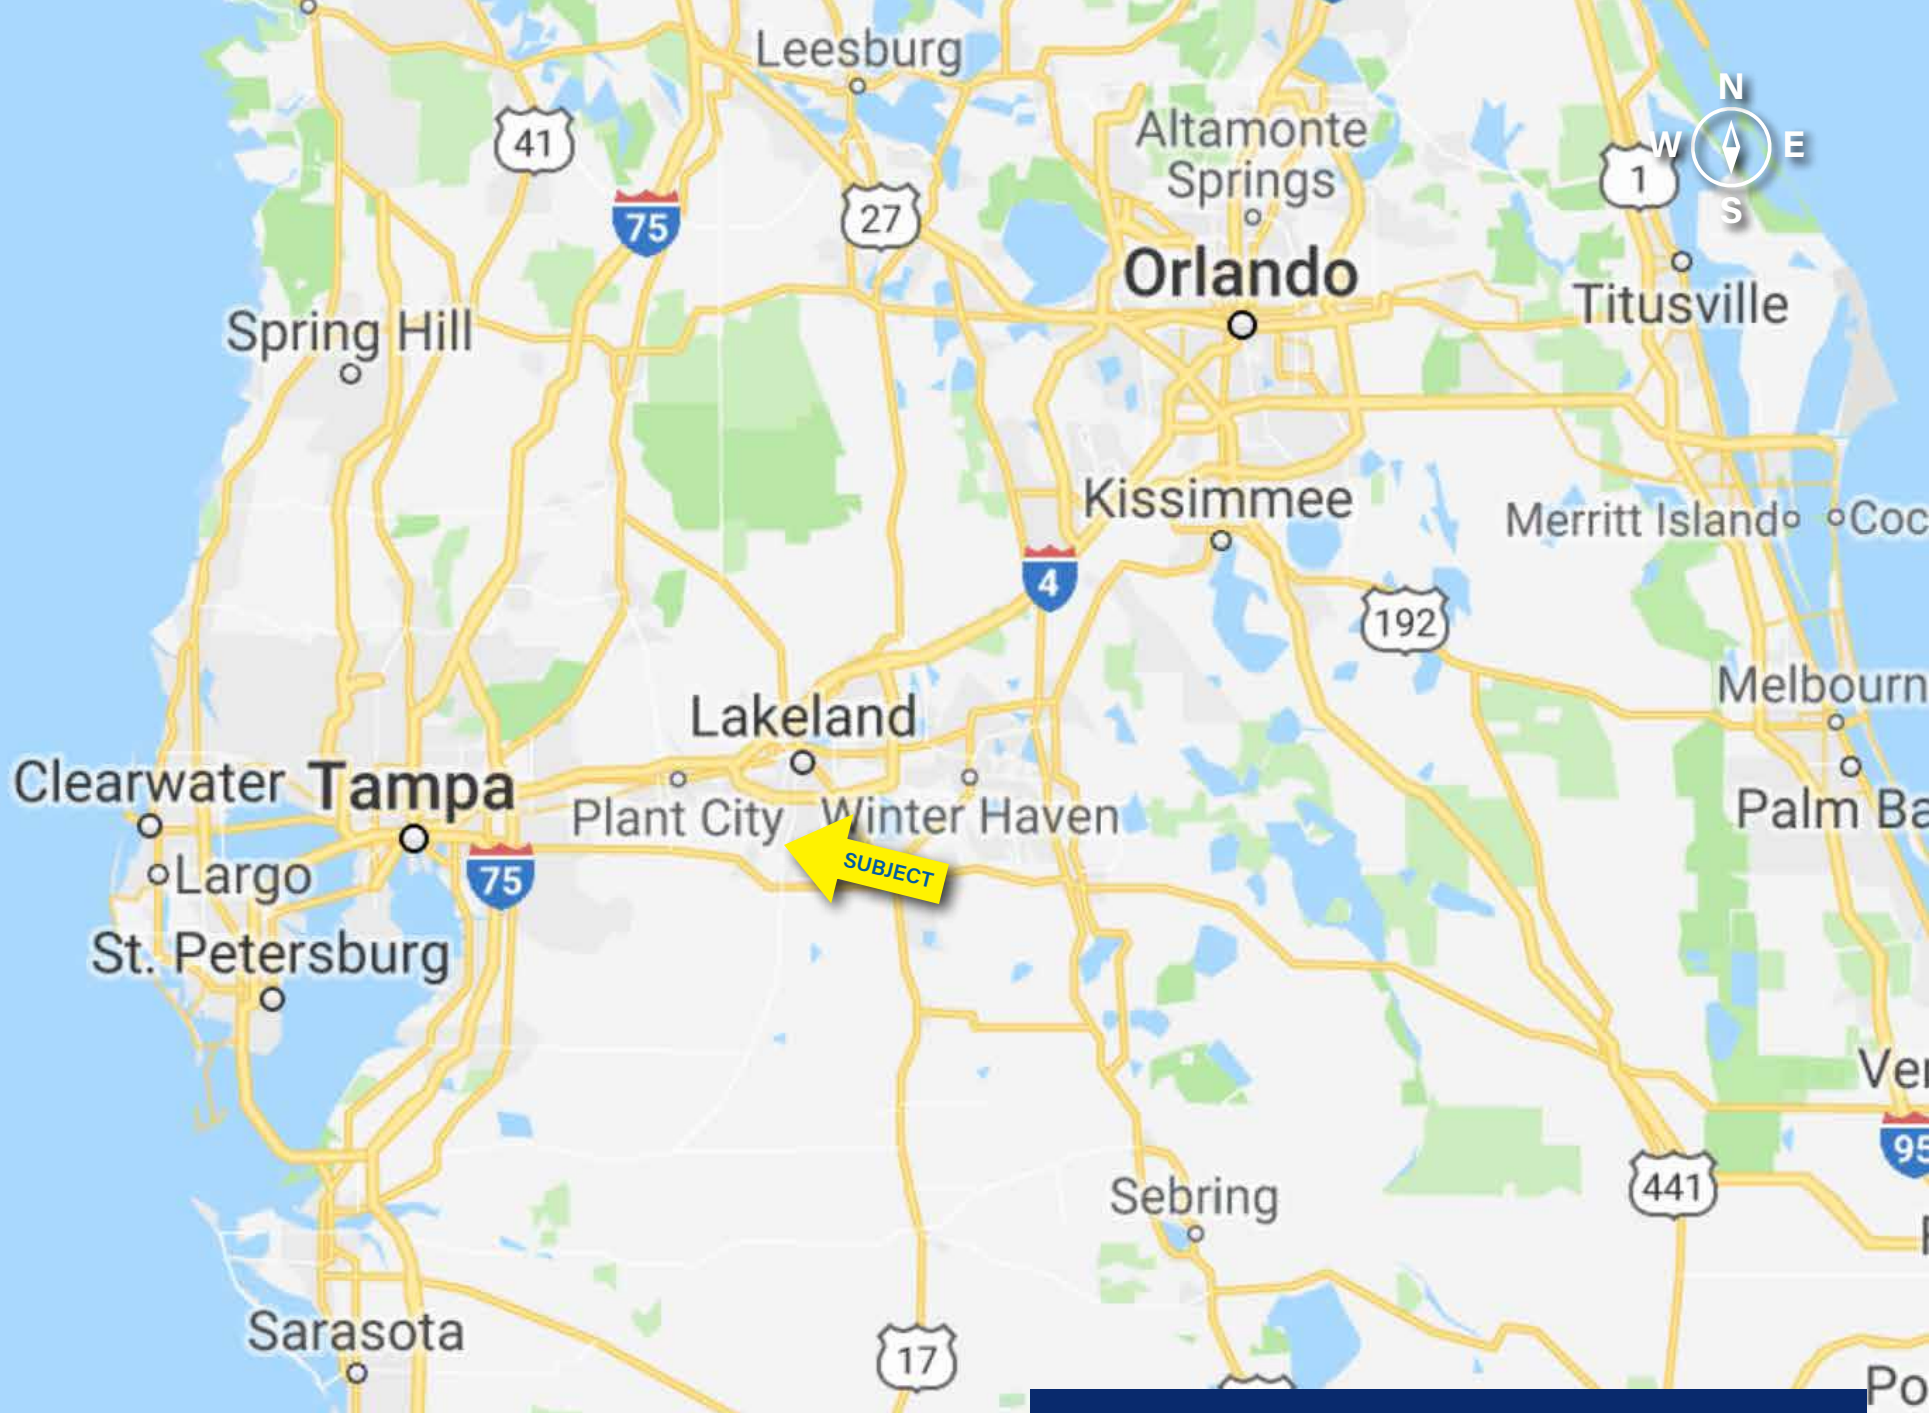 Leesburg
N
41
Altamonte
Springs
W
E
1
75
27
S
Orlando
Titusville
Spring Hill
Kissimmee
Merritt Island
Coc
4
192
Melbourn
Lakeland
Clearwater
Tampa
Plant City
Winter Haven
Palm Ba
SUBJECT
Largo
75
St. Petersburg
Ver
95
Sebring
441
Sarasota
17
Po